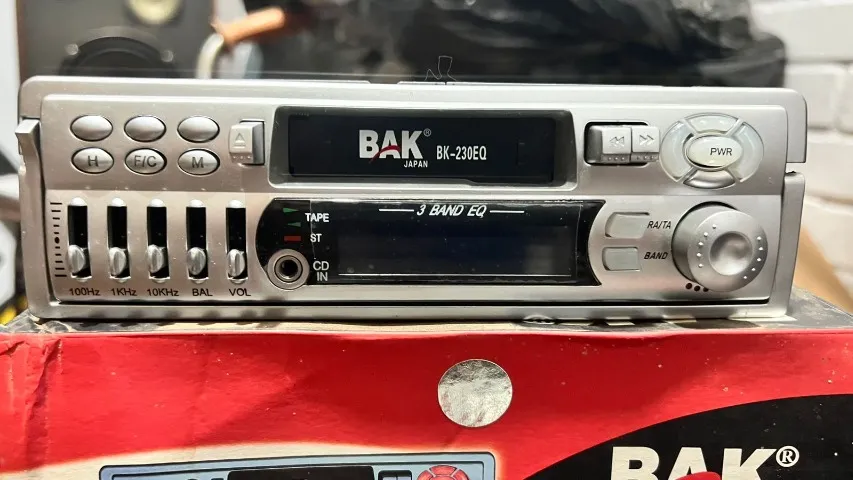 BAK®
JAPAN
BK-230EQ
PWR
H F/C M
3 BAND EQ
TAPE
ST
CD
IN
RA/TA
BAND
100Hz 1KHz 10KHz BAL VOL
BAK®